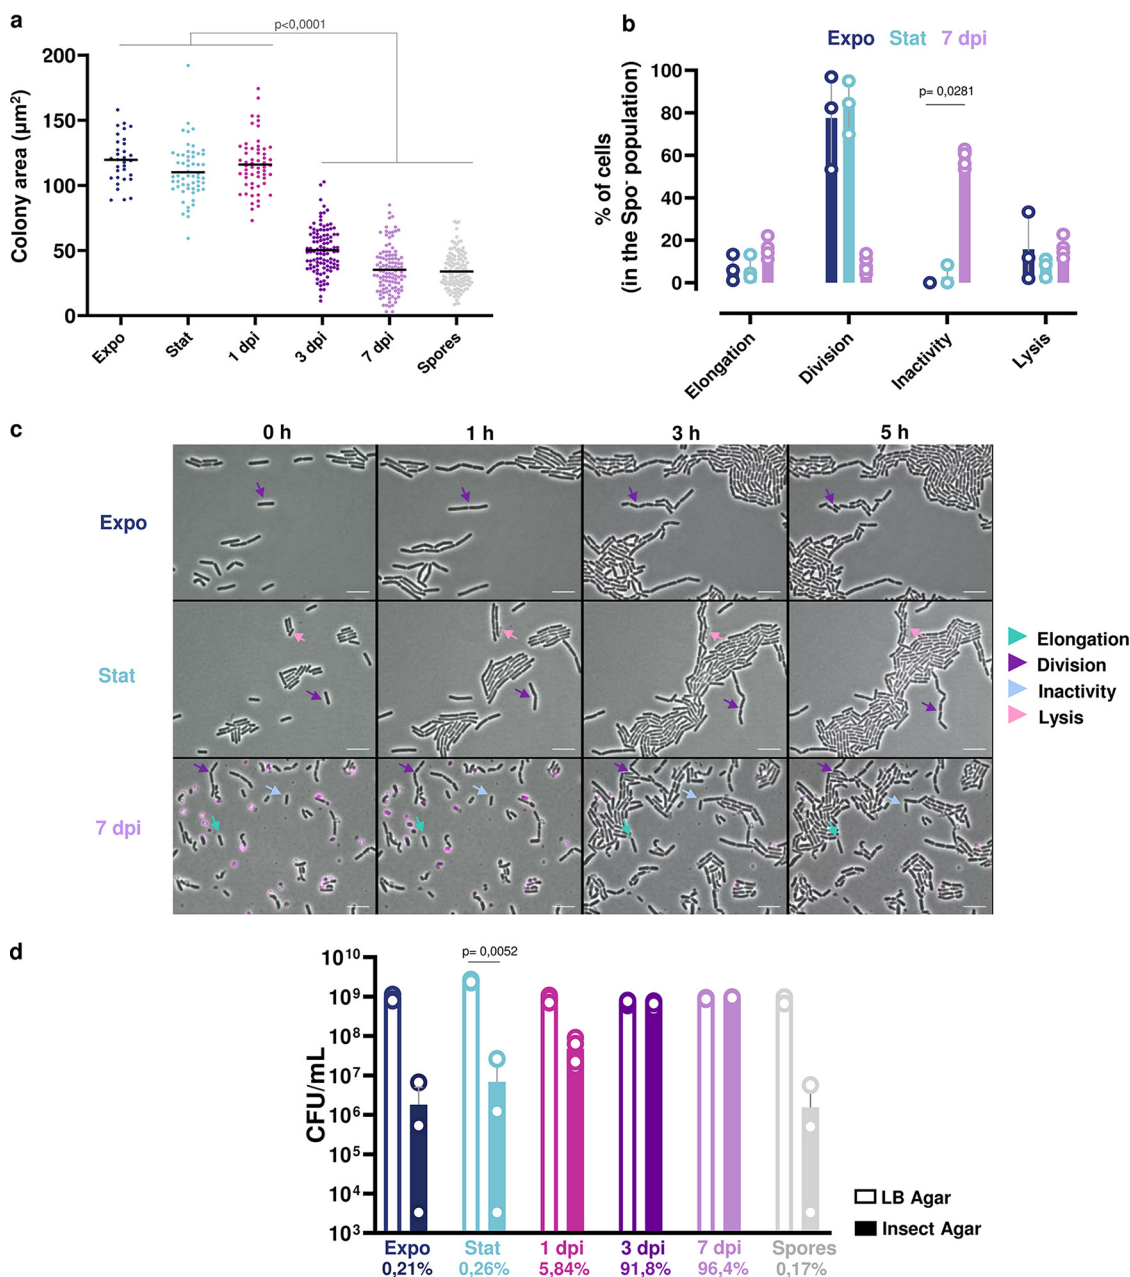 a
p<0,0001
Colony area (µm²)
200
150
100
50
0
Expo
Stat
1 dpi
3 dpi
7 dpi
Spores
b
Expo Stat 7 dpi
% of cells
(in the Spo⁻ population)
100
80
60
40
20
0
p= 0,0281
Elongation
Division
Inactivity
Lysis
c
0 h 1 h 3 h 5 h
Expo
Stat
7 dpi
Elongation
Division
Inactivity
Lysis
d
CFU/mL
10¹⁰
10⁹
10⁸
10⁷
10⁶
10⁵
10⁴
10³
p= 0,0052
Expo Stat 1 dpi 3 dpi 7 dpi Spores
0,21% 0,26% 5,84% 91,8% 96,4% 0,17%
LB Agar
Insect Agar